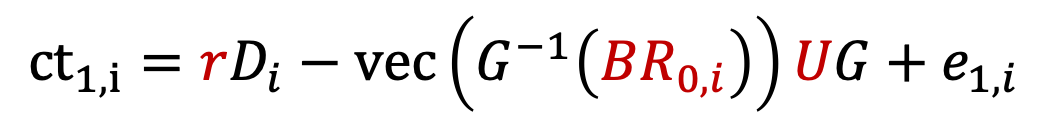 ct₁,ᵢ = rDᵢ − vec(G⁻¹(BR₀,ᵢ)) UG + e₁,ᵢ